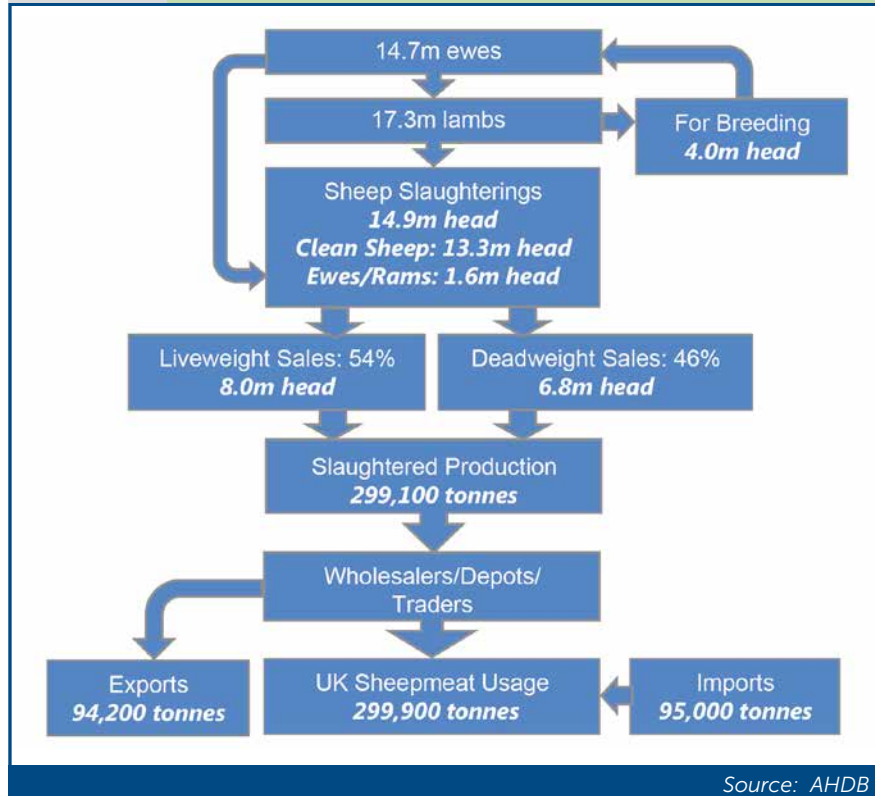 14.7m ewes
17.3m lambs
For Breeding
4.0m head
Sheep Slaughterings
14.9m head
Clean Sheep: 13.3m head
Ewes/Rams: 1.6m head
Liveweight Sales: 54%
8.0m head
Deadweight Sales: 46%
6.8m head
Slaughtered Production
299,100 tonnes
Wholesalers/Depots/
Traders
Exports
94,200 tonnes
UK Sheepmeat Usage
299,900 tonnes
Imports
95,000 tonnes
Source: AHDB